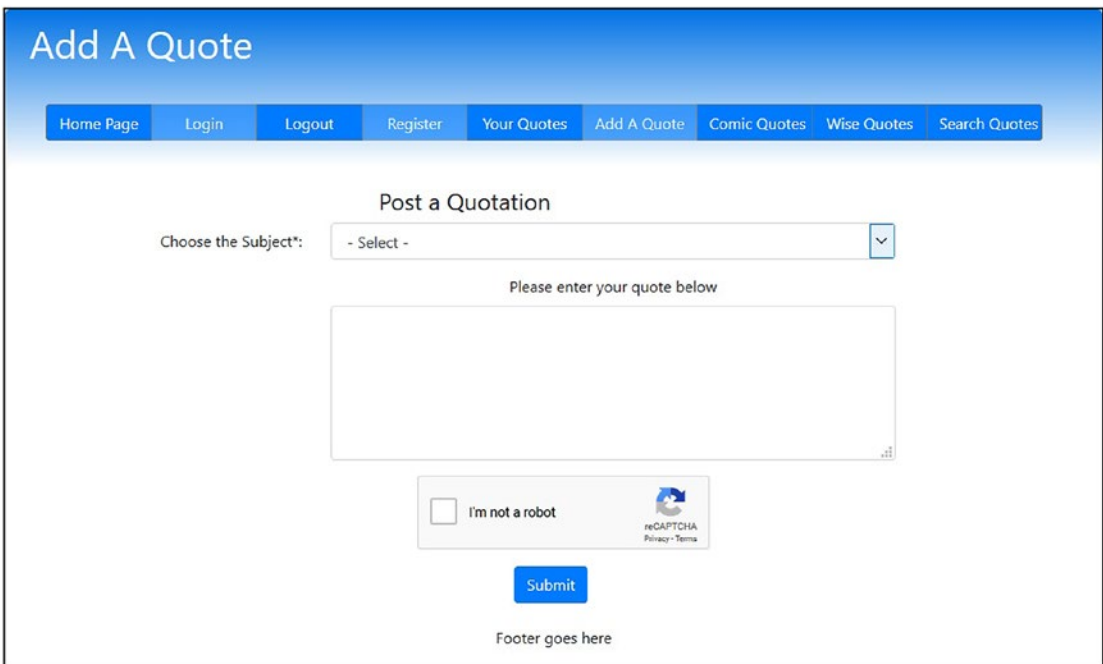 Add A Quote
Home Page Login Logout Register Your Quotes Add A Quote Comic Quotes Wise Quotes Search Quotes
Post a Quotation
Choose the Subject*: - Select -
Please enter your quote below
I'm not a robot
reCAPTCHA
Privacy - Terms
Submit
Footer goes here